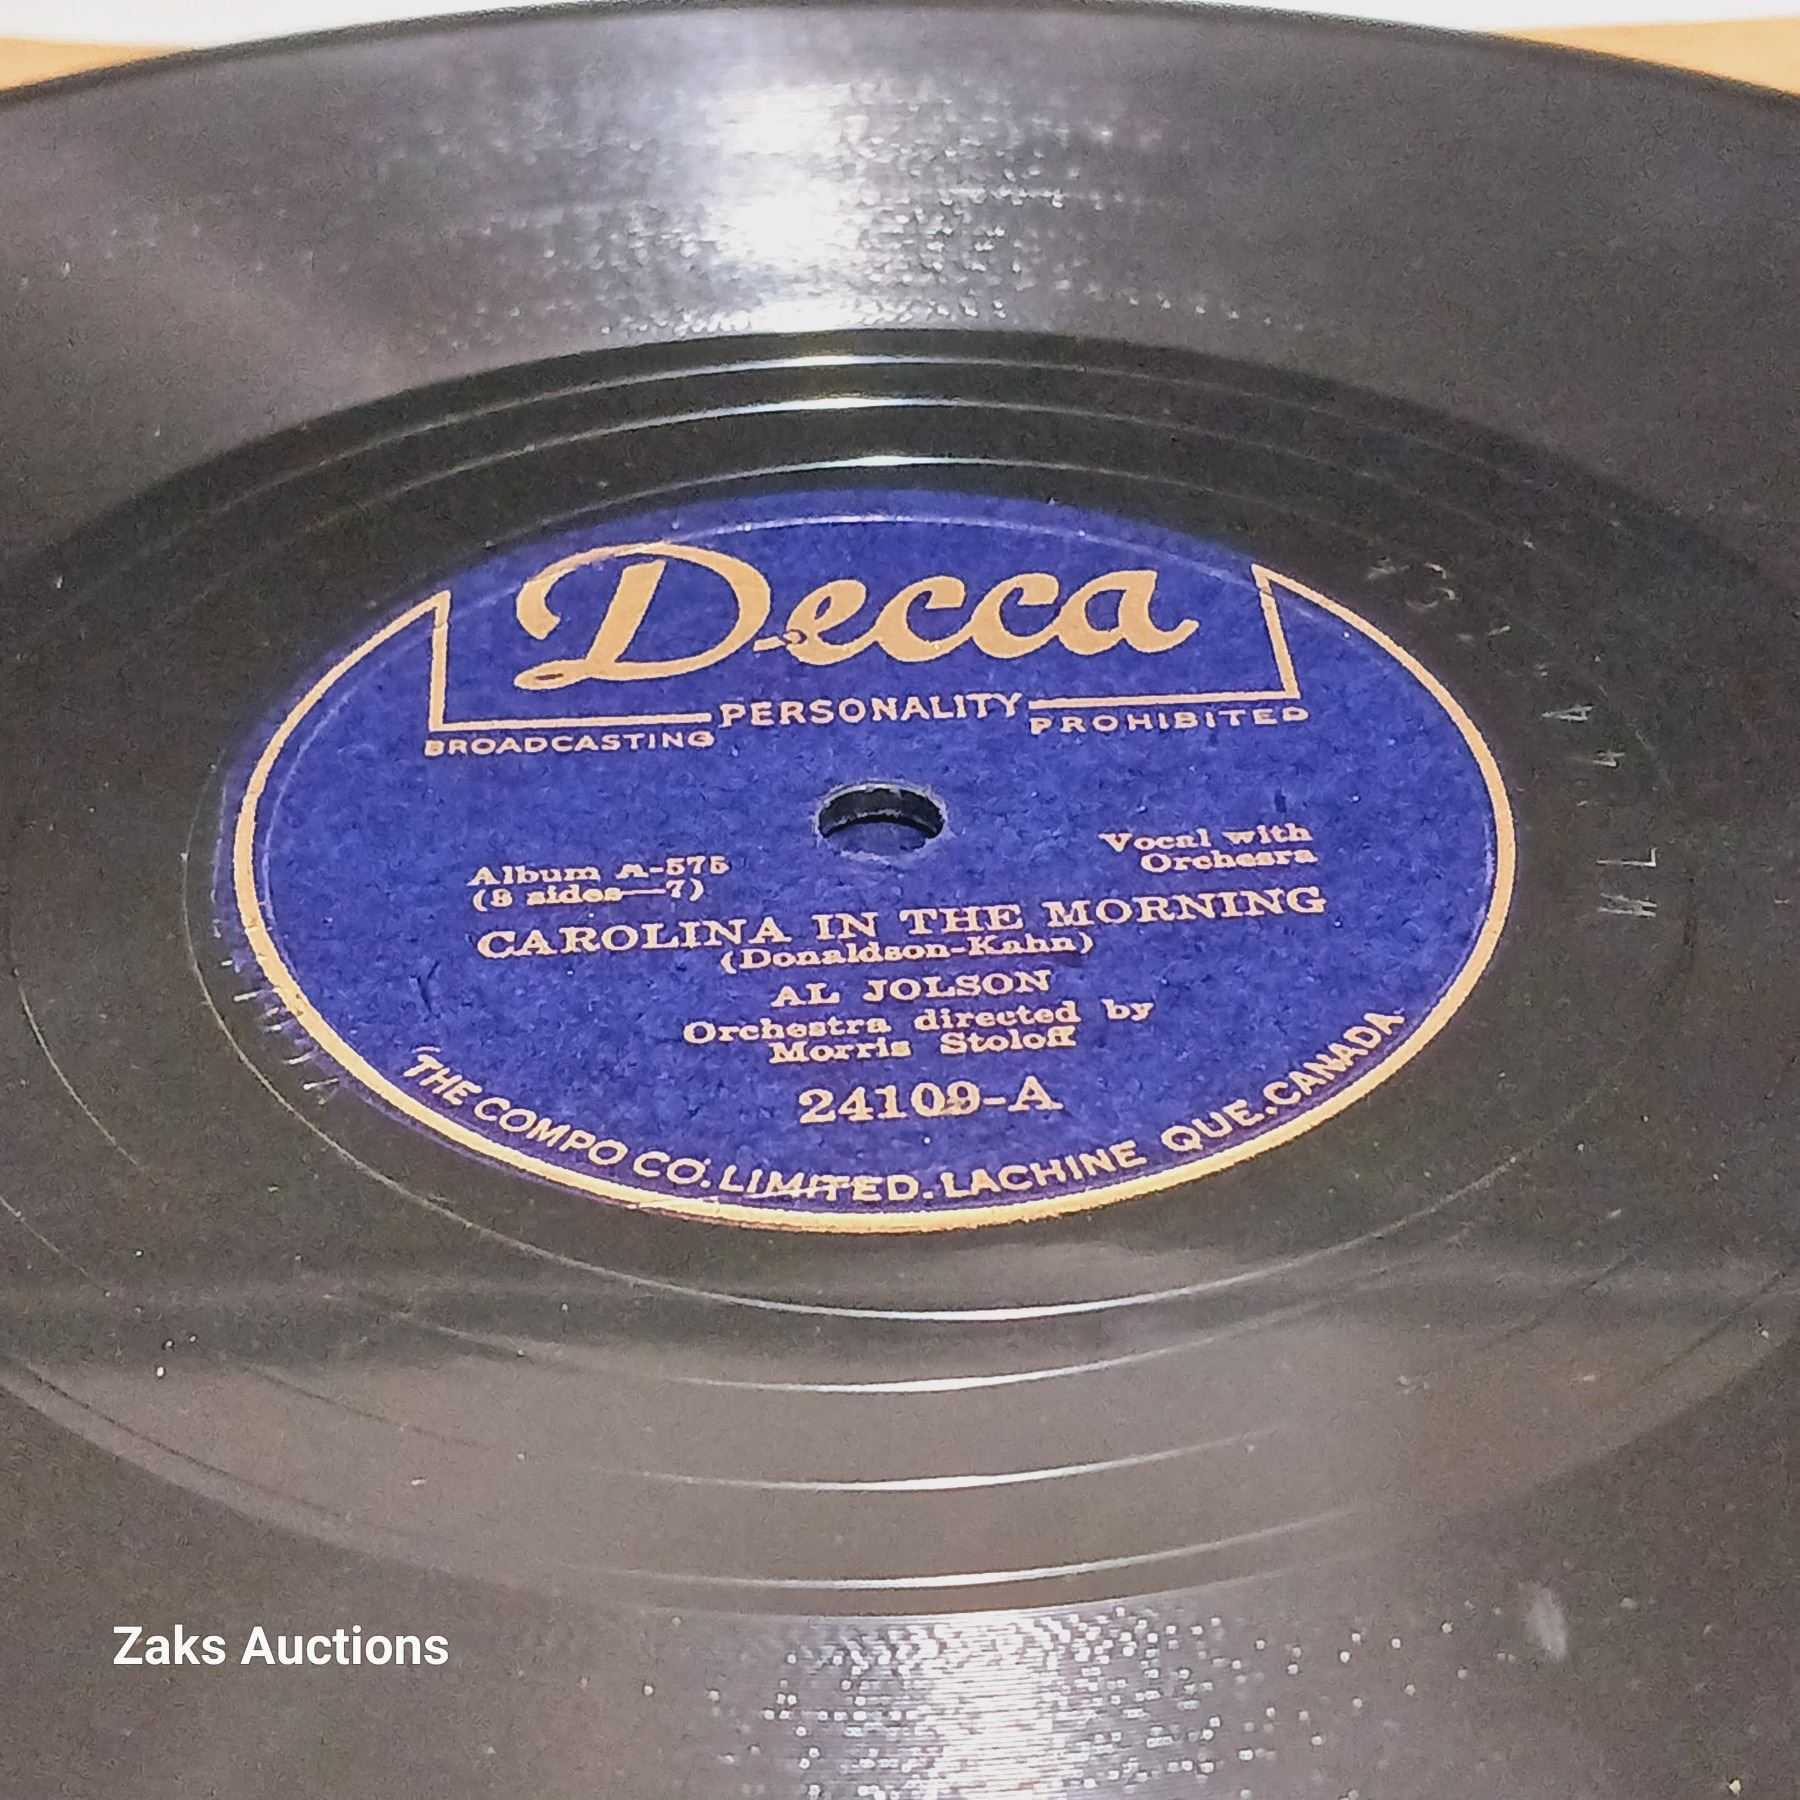 Decca
PERSONALITY
BROADCASTING PROHIBITED
Album A-575
(8 sides—7)
Vocal with
Orchesra
CAROLINA IN THE MORNING
(Donaldson-Kahn)
AL JOLSON
Orchestra directed by
Morris Stoloff
24109-A
THE COMPO CO. LIMITED. LACHINE QUE. CANADA
Zaks Auctions